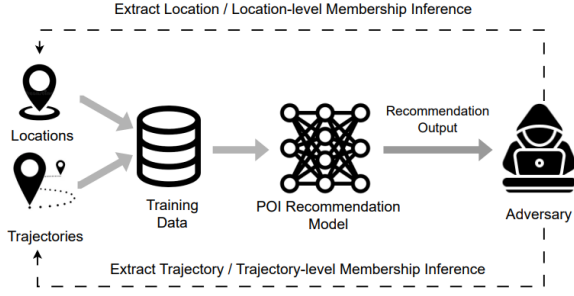 Extract Location / Location-level Membership Inference
Locations
Trajectories
Training
Data
POI Recommendation
Model
Recommendation
Output
Adversary
Extract Trajectory / Trajectory-level Membership Inference